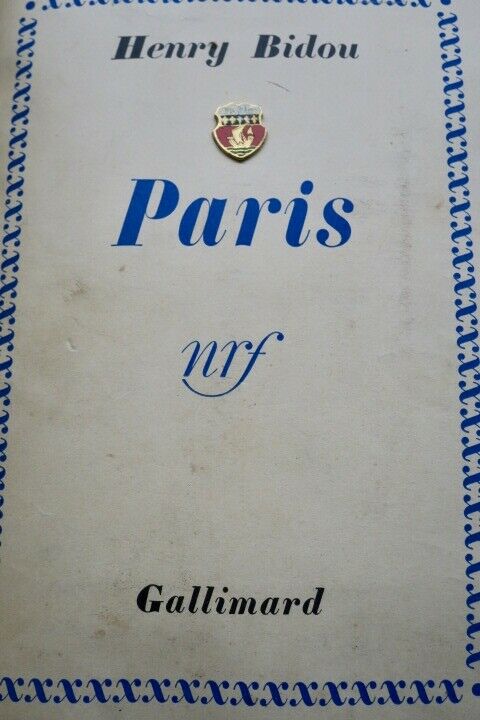 Henry Bidou
Paris
nrf
Gallimard